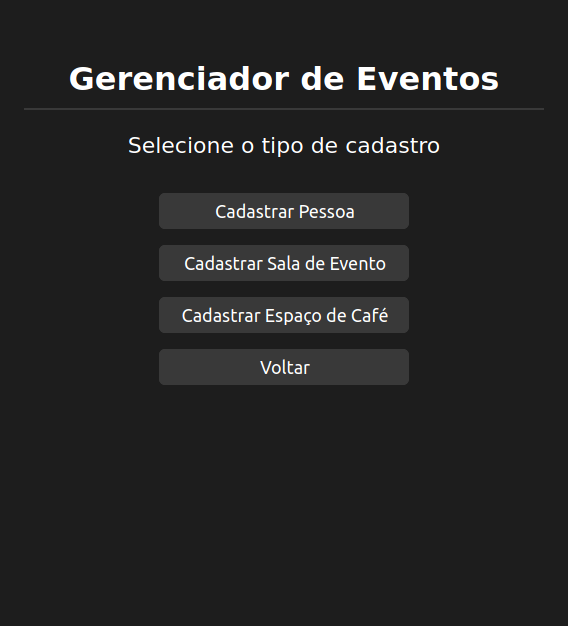 Gerenciador de Eventos
Selecione o tipo de cadastro
Cadastrar Pessoa
Cadastrar Sala de Evento
Cadastrar Espaço de Café
Voltar